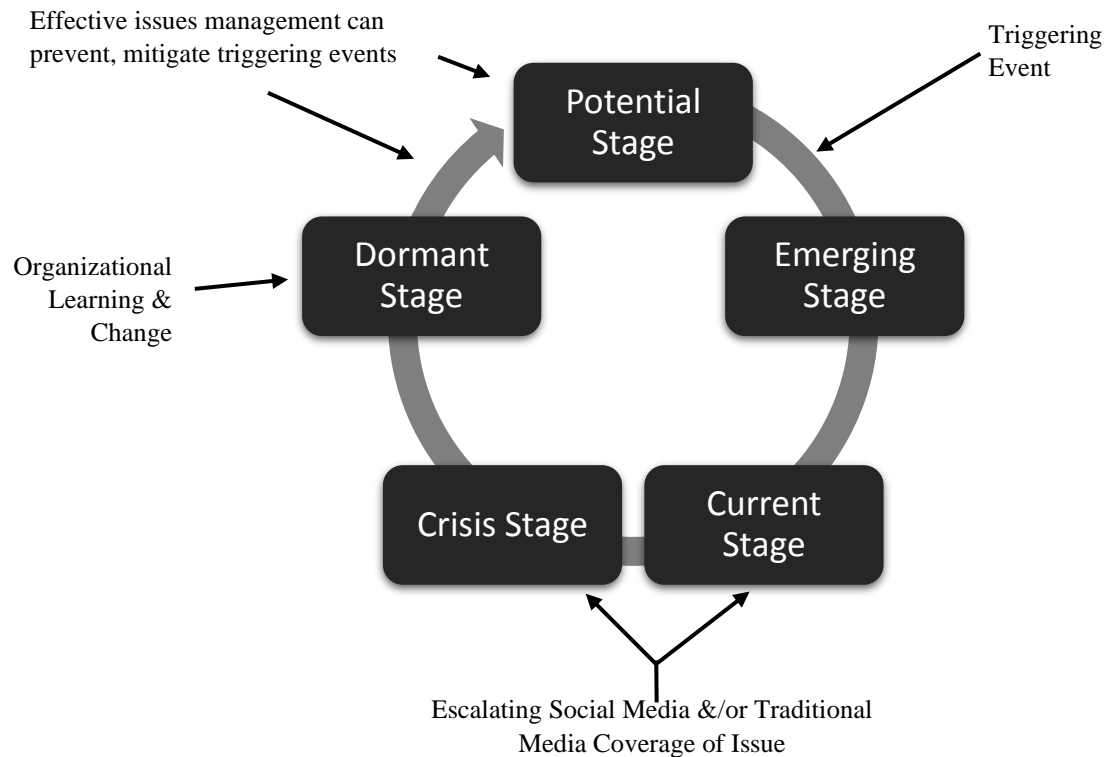 Effective issues management can
prevent, mitigate triggering events
Triggering
Event
Potential
Stage
Dormant
Stage
Emerging
Stage
Organizational
Learning &
Change
Crisis Stage
Current
Stage
Escalating Social Media &/or Traditional
Media Coverage of Issue